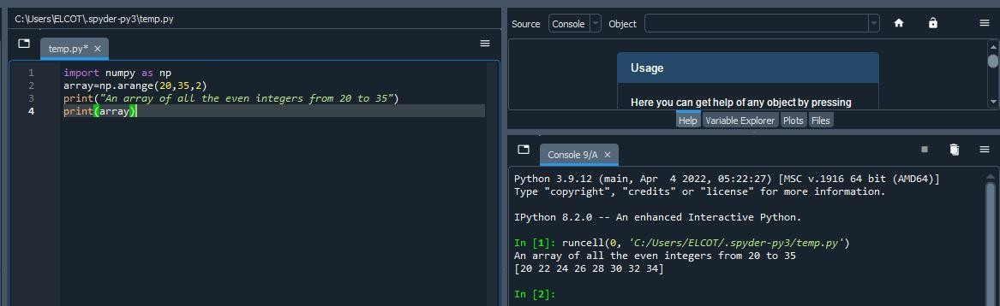 C:\Users\ELCOT\.spyder-py3\temp.py
temp.py*
1 import numpy as np
2 array=np.arange(20,35,2)
3 print("An array of all the even integers from 20 to 35")
4 print(array)
Source Console Object
Usage
Here you can get help of any object by pressing
Help Variable Explorer Plots Files
Console 9/A
Python 3.9.12 (main, Apr  4 2022, 05:22:27) [MSC v.1916 64 bit (AMD64)]
Type "copyright", "credits" or "license" for more information.
IPython 8.2.0 -- An enhanced Interactive Python.
In [1]: runcell(0, 'C:/Users/ELCOT/.spyder-py3/temp.py')
An array of all the even integers from 20 to 35
[20 22 24 26 28 30 32 34]
In [2]: